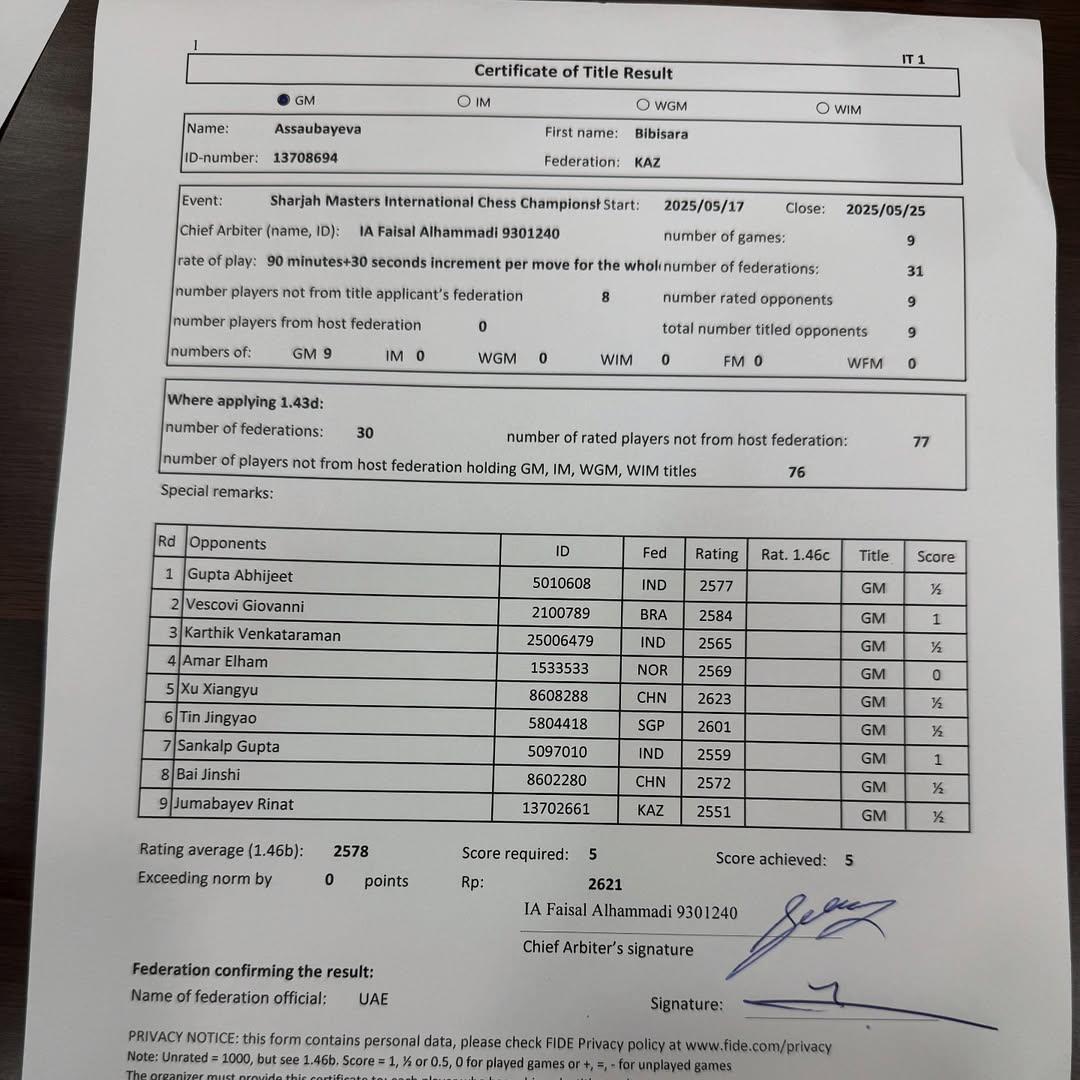 1
IT 1
Certificate of Title Result
GM IM WGM WIM
Name: Assaubayeva First name: Bibisara
ID-number: 13708694 Federation: KAZ
Event: Sharjah Masters International Chess Championsh Start: 2025/05/17 Close: 2025/05/25
Chief Arbiter (name, ID): IA Faisal Alhammadi 9301240 number of games: 9
rate of play: 90 minutes+30 seconds increment per move for the whole number of federations: 31
number players not from title applicant's federation 8 number rated opponents 9
number players from host federation 0 total number titled opponents 9
numbers of: GM 9 IM 0 WGM 0 WIM 0 FM 0 WFM 0
Where applying 1.43d:
number of federations: 30 number of rated players not from host federation: 77
number of players not from host federation holding GM, IM, WGM, WIM titles 76
Special remarks:
Rd Opponents ID Fed Rating Rat. 1.46c Title Score
1 Gupta Abhijeet 5010608 IND 2577 GM ½
2 Vescovi Giovanni 2100789 BRA 2584 GM 1
3 Karthik Venkataraman 25006479 IND 2565 GM ½
4 Amar Elham 1533533 NOR 2569 GM 0
5 Xu Xiangyu 8608288 CHN 2623 GM ½
6 Tin Jingyao 5804418 SGP 2601 GM ½
7 Sankalp Gupta 5097010 IND 2559 GM 1
8 Bai Jinshi 8602280 CHN 2572 GM ½
9 Jumabayev Rinat 13702661 KAZ 2551 GM ½
Rating average (1.46b): 2578 Score required: 5 Score achieved: 5
Exceeding norm by 0 points Rp: 2621
IA Faisal Alhammadi 9301240
Chief Arbiter's signature
Federation confirming the result:
Name of federation official: UAE Signature:
PRIVACY NOTICE: this form contains personal data, please check FIDE Privacy policy at www.fide.com/privacy
Note: Unrated = 1000, but see 1.46b. Score = 1, ½ or 0.5, 0 for played games or +, =, - for unplayed games
The organizer must provide this certificate to: each player who